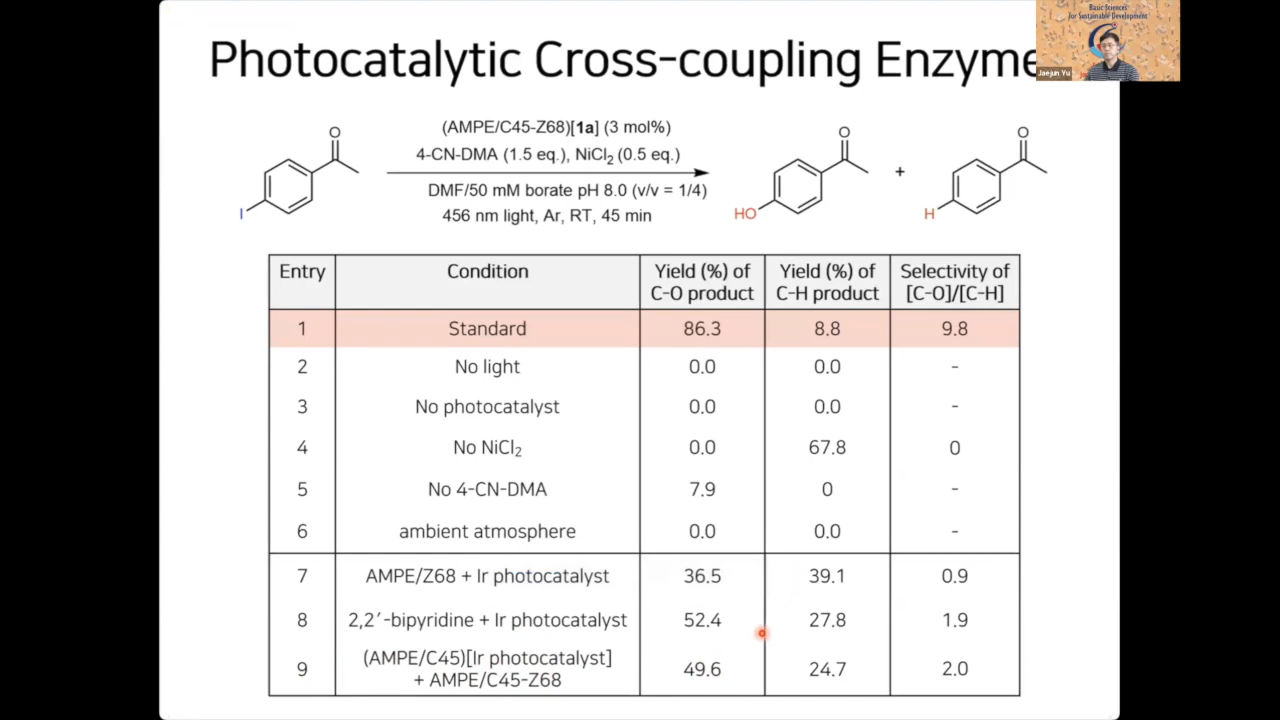 Basic Sciences
for Sustainable Development
Jaejun Yu
Photocatalytic Cross-coupling Enzyme
(AMPE/C45-Z68)[1a] (3 mol%)
4-CN-DMA (1.5 eq.), NiCl₂ (0.5 eq.)
DMF/50 mM borate pH 8.0 (v/v = 1/4)
456 nm light, Ar, RT, 45 min
O
I
O
HO
+
O
H
Entry Condition Yield (%) of C-O product Yield (%) of C-H product Selectivity of [C-O]/[C-H]
1 Standard 86.3 8.8 9.8
2 No light 0.0 0.0 -
3 No photocatalyst 0.0 0.0 -
4 No NiCl₂ 0.0 67.8 0
5 No 4-CN-DMA 7.9 0 -
6 ambient atmosphere 0.0 0.0 -
7 AMPE/Z68 + Ir photocatalyst 36.5 39.1 0.9
8 2,2′-bipyridine + Ir photocatalyst 52.4 27.8 1.9
9 (AMPE/C45)[Ir photocatalyst] + AMPE/C45-Z68 49.6 24.7 2.0